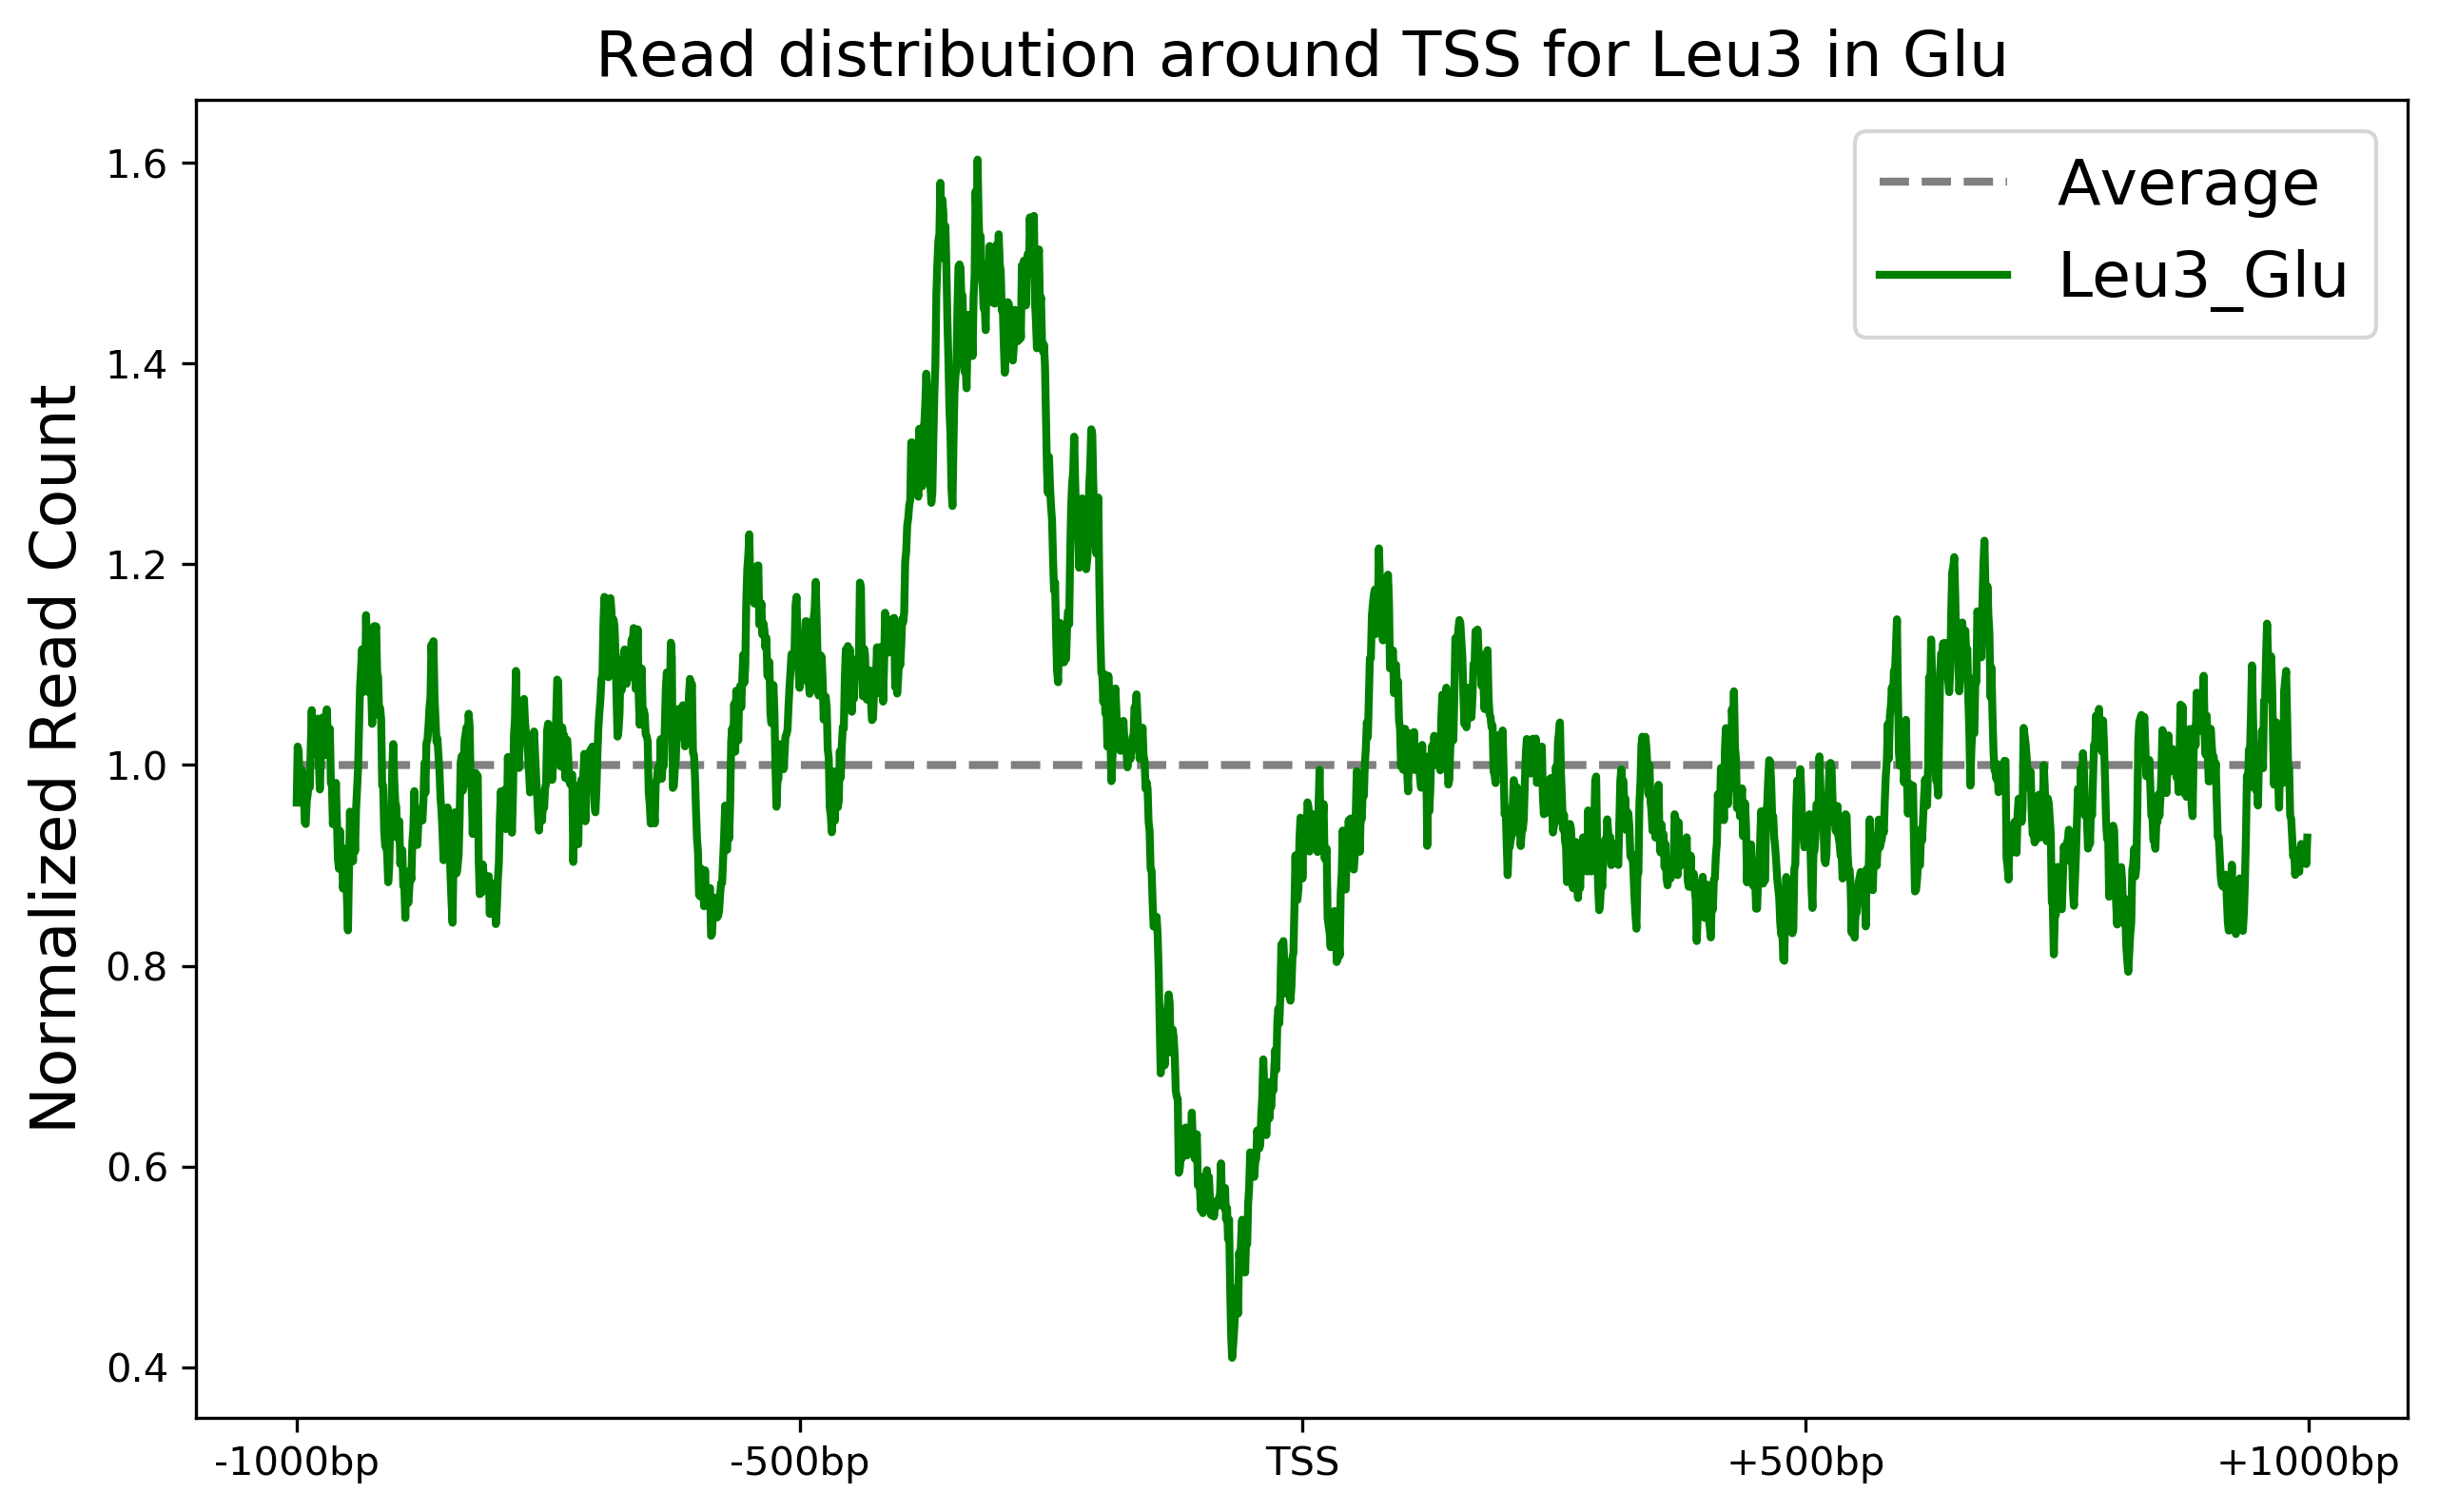 Read distribution around TSS for Leu3 in Glu
Normalized Read Count
1.6
1.4
1.2
1.0
0.8
0.6
0.4
Average
Leu3_Glu
-1000bp
-500bp
TSS
+500bp
+1000bp